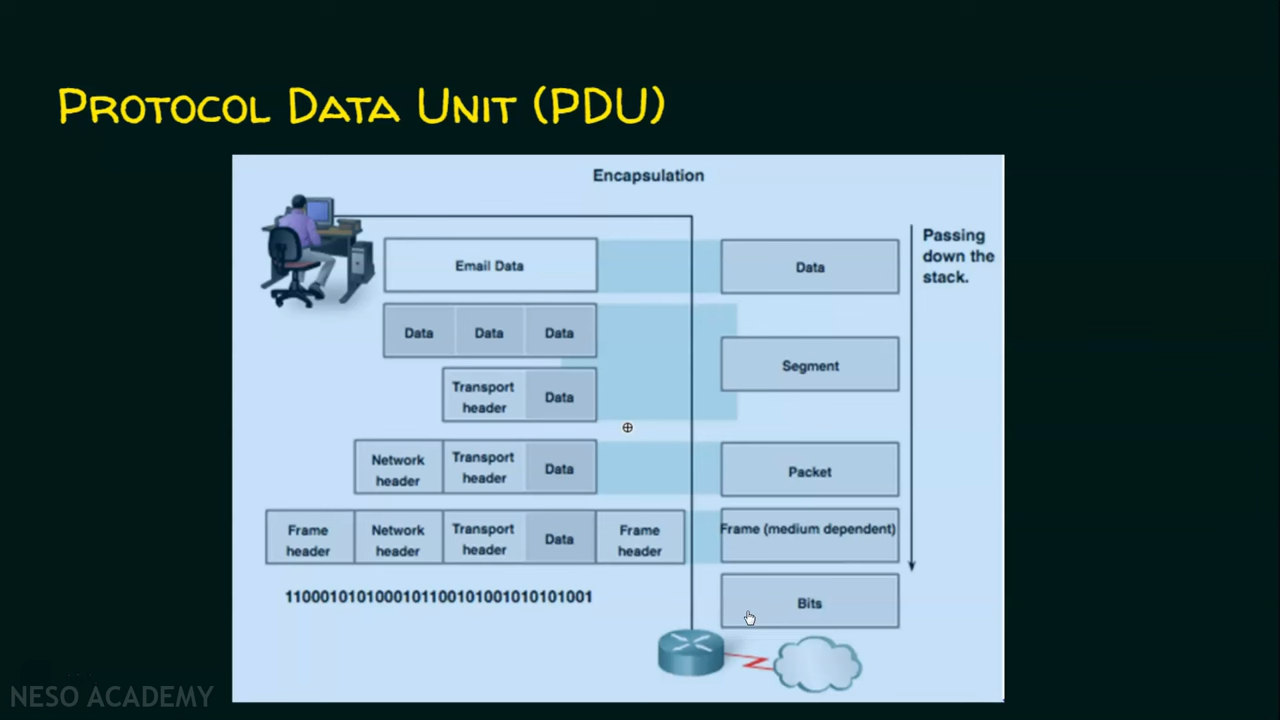 PROTOCOL DATA UNIT (PDU)
Encapsulation
Email Data
Data
Passing
down the
stack.
Data Data Data
Segment
Transport
header
Data
Network
header
Transport
header
Data
Packet
Frame
header
Network
header
Transport
header
Data
Frame
header
Frame (medium dependent)
1100010101000101100101001010101001
Bits
NESO ACADEMY